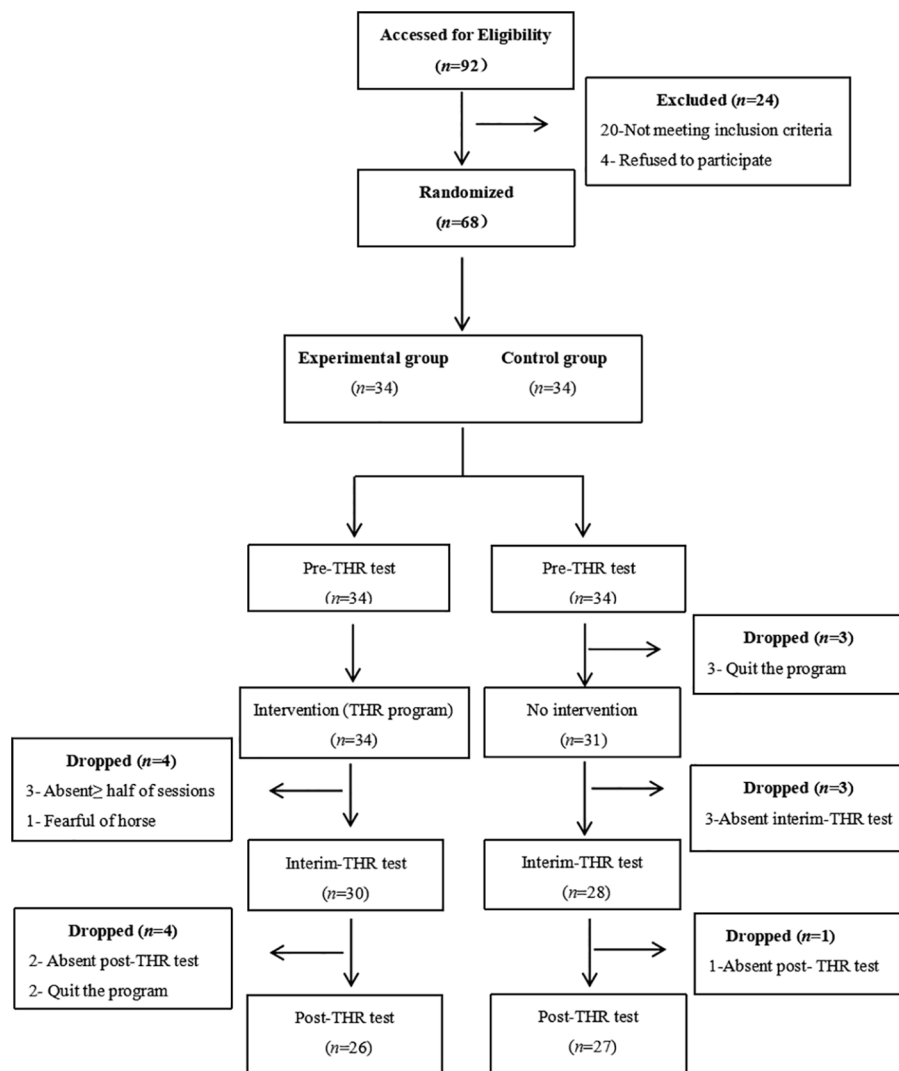 Accessed for Eligibility
(n=92)
Excluded (n=24)
20-Not meeting inclusion criteria
4- Refused to participate
Randomized
(n=68)
Experimental group
(n=34)
Control group
(n=34)
Pre-THR test
(n=34)
Pre-THR test
(n=34)
Dropped (n=3)
3- Quit the program
Intervention (THR program)
(n=34)
No intervention
(n=31)
Dropped (n=4)
3- Absent≥ half of sessions
1- Fearful of horse
Dropped (n=3)
3-Absent interim-THR test
Interim-THR test
(n=30)
Interim-THR test
(n=28)
Dropped (n=4)
2- Absent post-THR test
2- Quit the program
Dropped (n=1)
1-Absent post- THR test
Post-THR test
(n=26)
Post-THR test
(n=27)